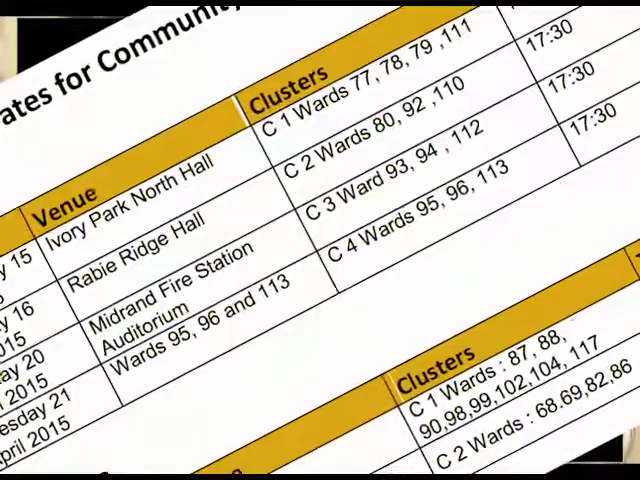 ates for Community
Venue Clusters
y 15 Ivory Park North Hall C 1 Wards 77, 78, 79 ,111
y 16 Rabie Ridge Hall C 2 Wards 80, 92 ,110 17:30
015
ay 20 Midrand Fire Station C 3 Ward 93, 94 , 112 17:30
2015 Auditorium
esday 21 Wards 95, 96 and 113 C 4 Wards 95, 96, 113 17:30
pril 2015
Clusters
C 1 Wards : 87, 88,
90,98,99,102,104, 117
C 2 Wards : 68.69,82,86